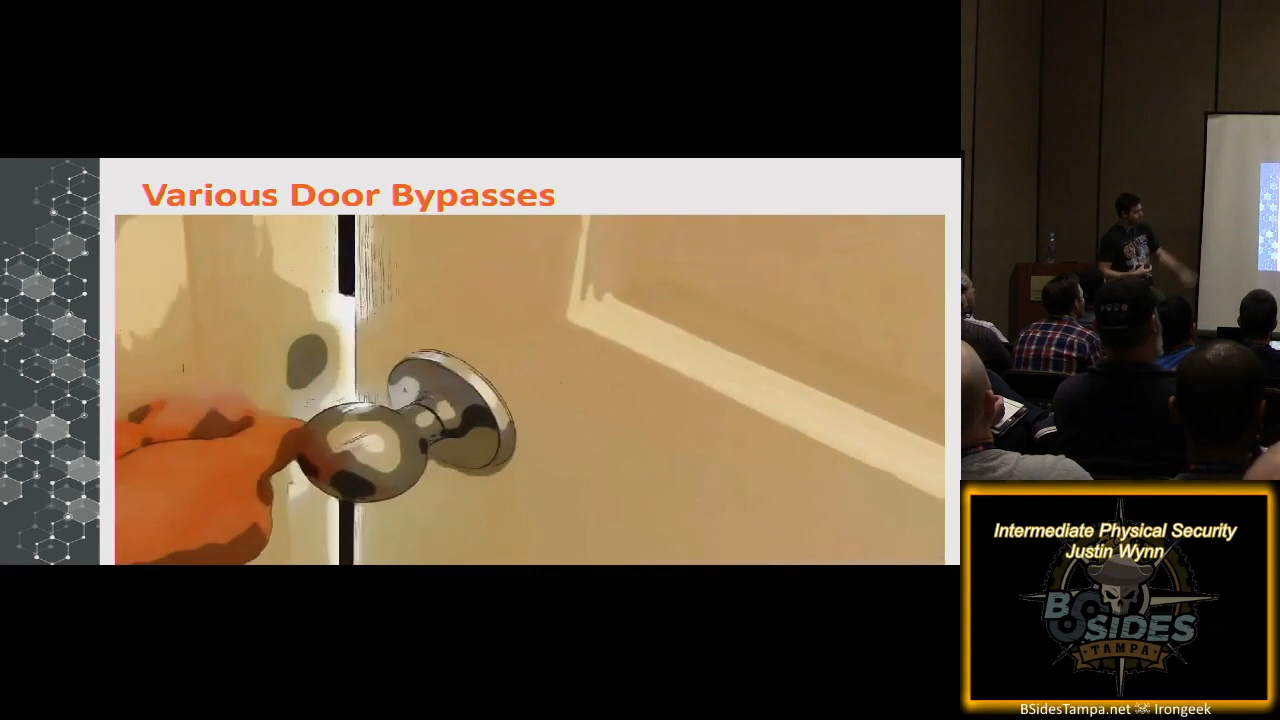 Various Door Bypasses
Intermediate Physical Security
Justin Wynn
BSIDES
TAMPA
BSidesTampa.net Irongeek